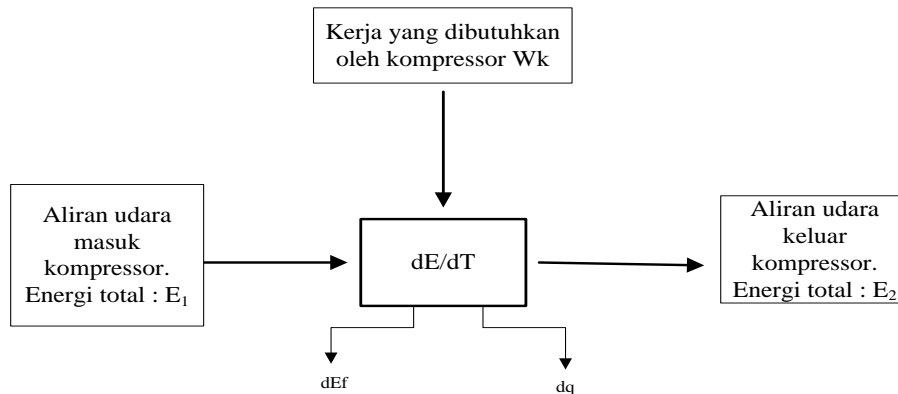 Kerja yang dibutuhkan
oleh kompressor Wk
Aliran udara
masuk
kompressor.
Energi total : E₁
dE/dT
Aliran udara
keluar
kompressor.
Energi total : E₂
dEf
dq